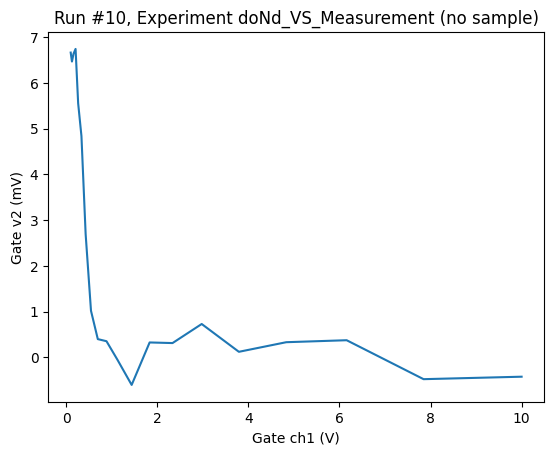 Run #10, Experiment doNd_VS_Measurement (no sample)
7
6
5
4
3
2
1
0
Gate v2 (mV)
0 2 4 6 8 10
Gate ch1 (V)